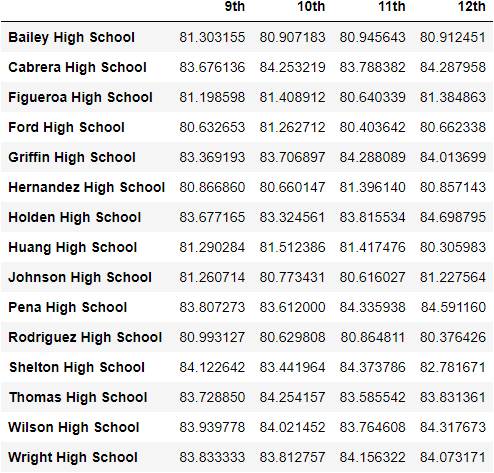 9th 10th 11th 12th
Bailey High School 81.303155 80.907183 80.945643 80.912451
Cabrera High School 83.676136 84.253219 83.788382 84.287958
Figueroa High School 81.198598 81.408912 80.640339 81.384863
Ford High School 80.632653 81.262712 80.403642 80.662338
Griffin High School 83.369193 83.706897 84.288089 84.013699
Hernandez High School 80.866860 80.660147 81.396140 80.857143
Holden High School 83.677165 83.324561 83.815534 84.698795
Huang High School 81.290284 81.512386 81.417476 80.305983
Johnson High School 81.260714 80.773431 80.616027 81.227564
Pena High School 83.807273 83.612000 84.335938 84.591160
Rodriguez High School 80.993127 80.629808 80.864811 80.376426
Shelton High School 84.122642 83.441964 84.373786 82.781671
Thomas High School 83.728850 84.254157 83.585542 83.831361
Wilson High School 83.939778 84.021452 83.764608 84.317673
Wright High School 83.833333 83.812757 84.156322 84.073171